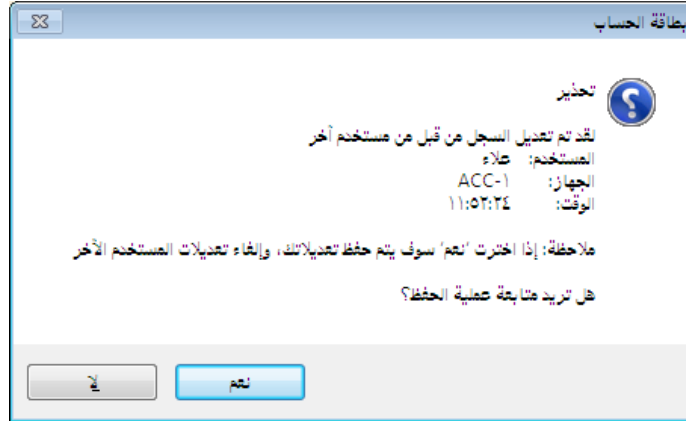 بطاقة الحساب
تحذير
لقد تم تعديل السجل من قبل من مستخدم آخر
المستخدم: علاء
الجهاز: ACC-١
الوقت: ١١:٥٢:٢٤
ملاحظة: إذا اخترت 'نعم' سوف يتم حفظ تعديلاتك، وإلغاء تعديلات المستخدم الآخر
هل تريد متابعة عملية الحفظ؟
نعم
لا